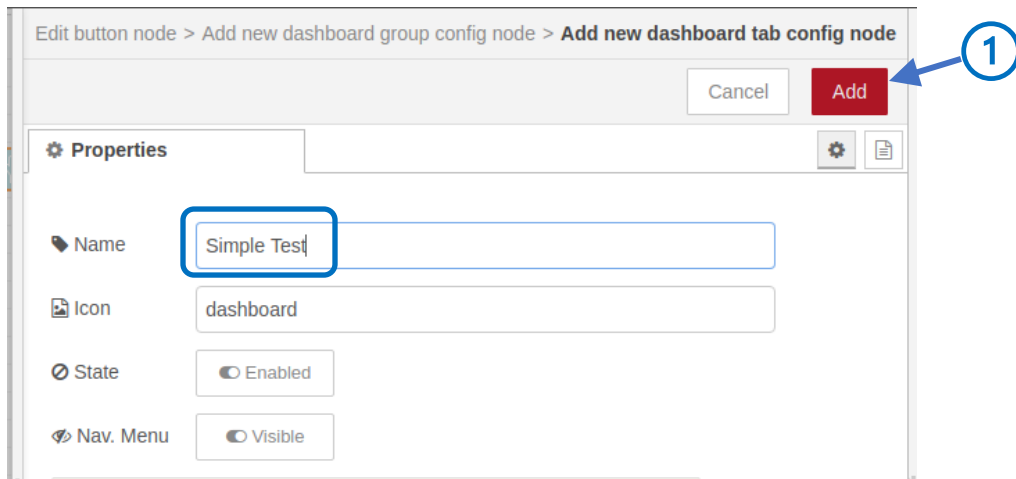 Edit button node > Add new dashboard group config node > Add new dashboard tab config node
1
Cancel Add
Properties
Name Simple Test
Icon dashboard
State Enabled
Nav. Menu Visible